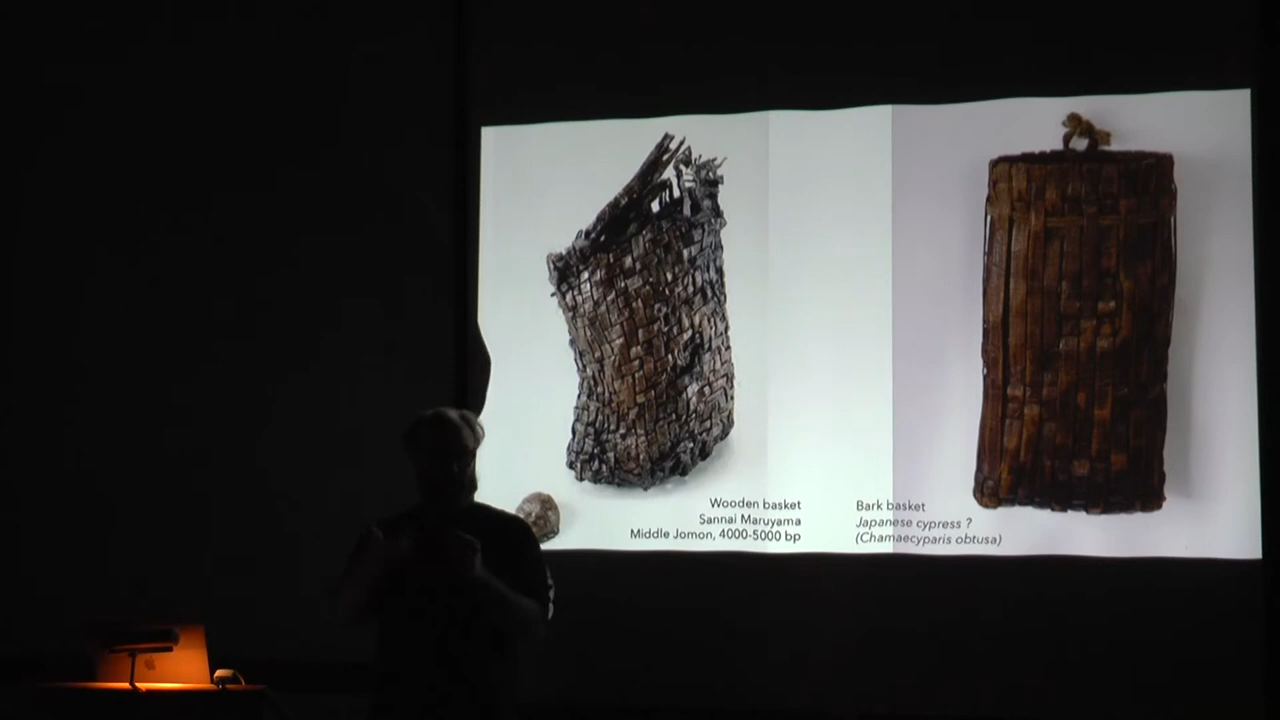 Wooden basket
Sannai Maruyama
Middle Jomon, 4000-5000 bp
Bark basket
Japanese cypress ?
(Chamaecyparis obtusa)